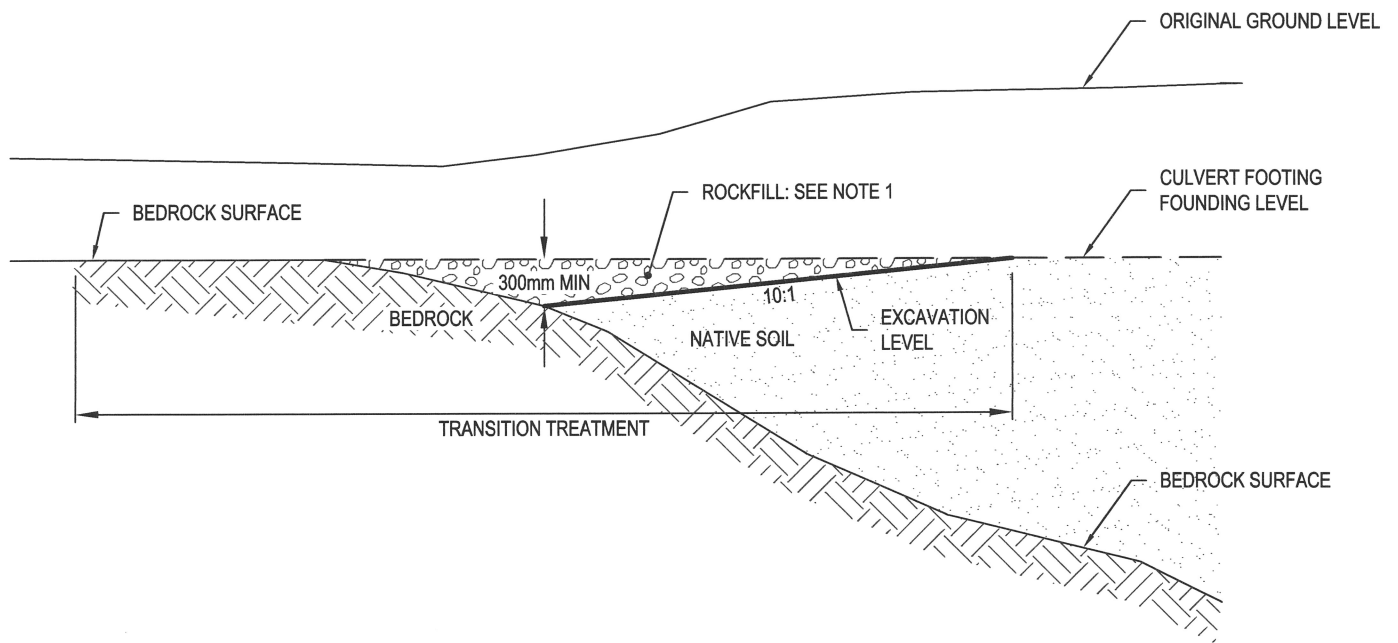 ORIGINAL GROUND LEVEL
CULVERT FOOTING
FOUNDING LEVEL
ROCKFILL: SEE NOTE 1
BEDROCK SURFACE
300mm MIN
10:1
BEDROCK
EXCAVATION
LEVEL
NATIVE SOIL
TRANSITION TREATMENT
BEDROCK SURFACE